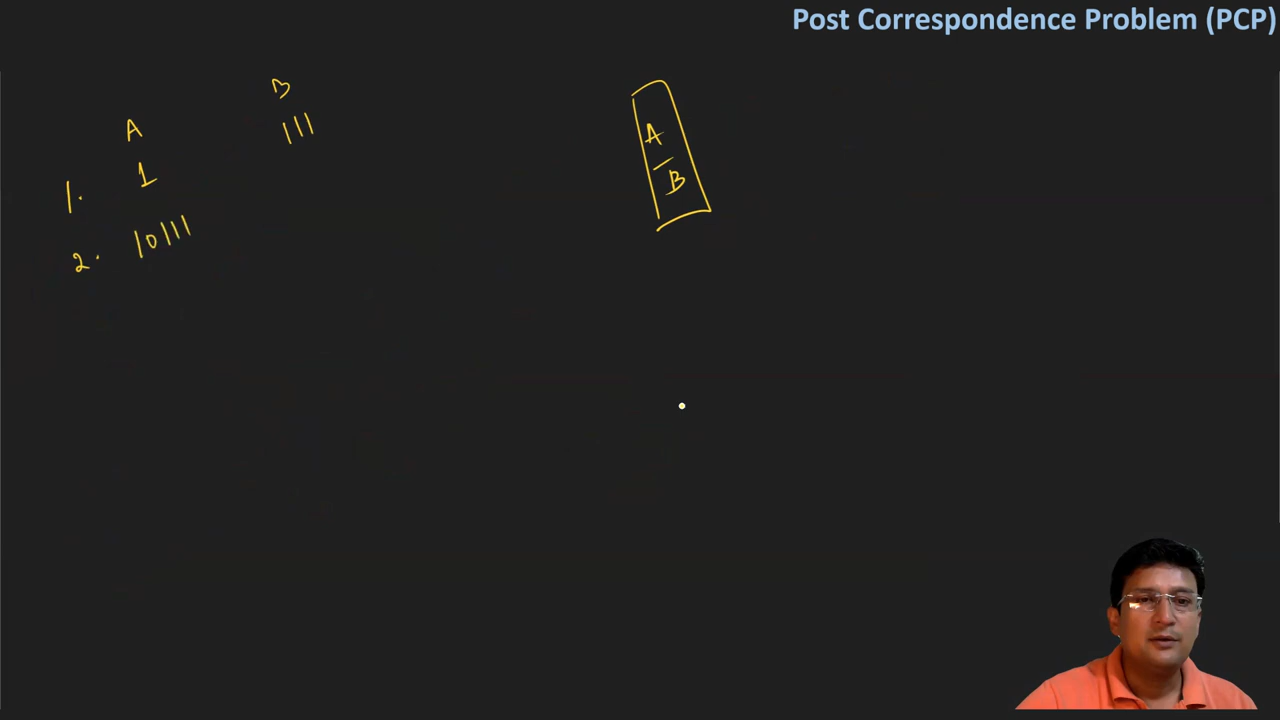 Post Correspondence Problem (PCP)
A B
1. 1 111
2. 10111
A
B